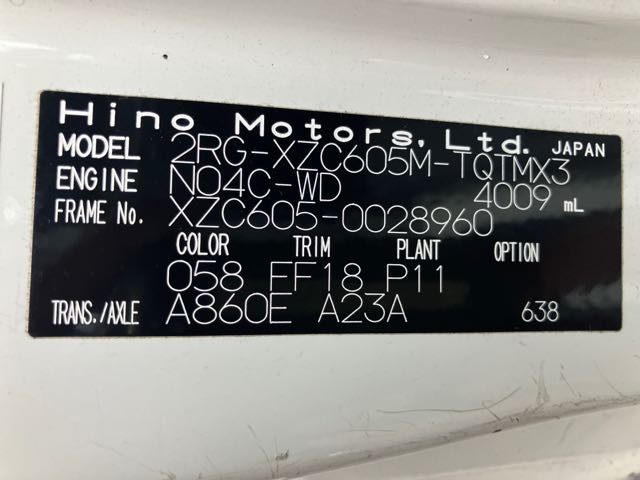 Hino Motors, Ltd. JAPAN
MODEL 2RG-XZC605M-TQTMX3
ENGINE N04C-WD 4009 mL
FRAME No. XZC605-0028960
COLOR TRIM PLANT OPTION
058 FF18 P11
TRANS./AXLE A860E A23A 638